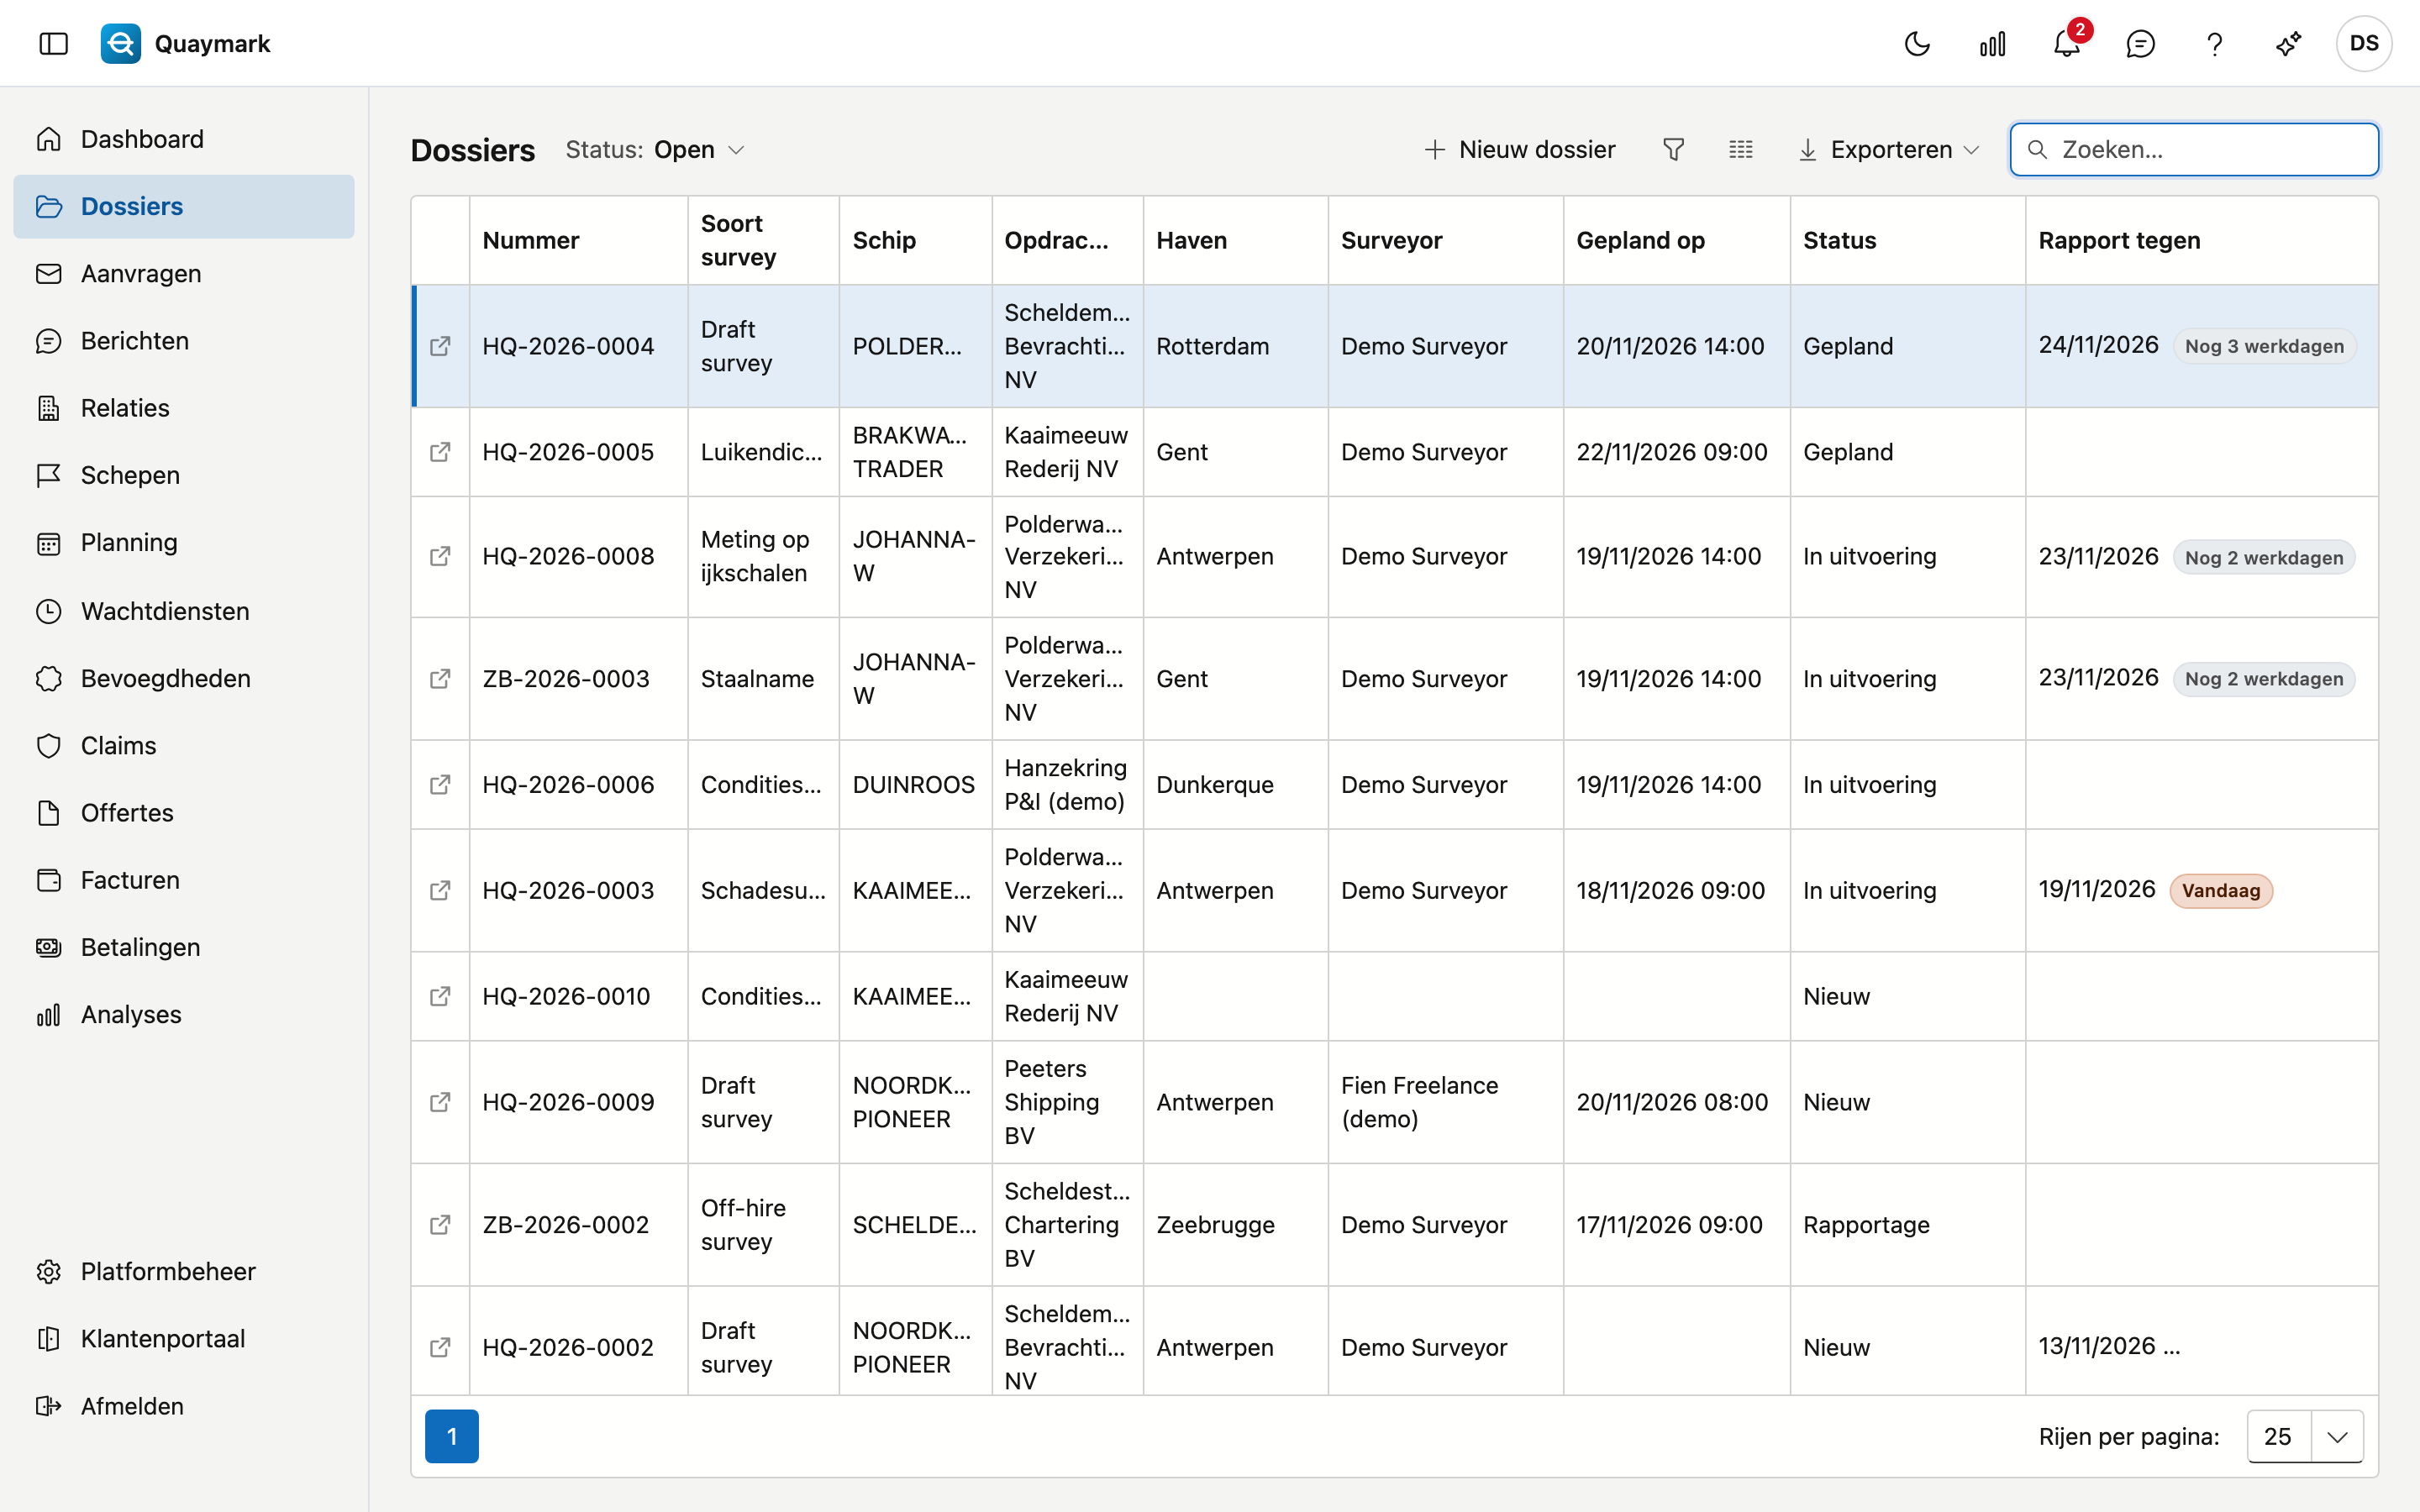 Quaymark
2
DS
Dashboard
Dossiers
Aanvragen
Berichten
Relaties
Schepen
Planning
Wachtdiensten
Bevoegdheden
Claims
Offertes
Facturen
Betalingen
Analyses
Platformbeheer
Klantenportaal
Afmelden
Dossiers Status: Open
Nieuw dossier Exporteren Zoeken...
Nummer Soort survey Schip Opdrac... Haven Surveyor Gepland op Status Rapport tegen
HQ-2026-0004 Draft survey POLDER... Scheldem... Bevrachti... NV Rotterdam Demo Surveyor 20/11/2026 14:00 Gepland 24/11/2026 Nog 3 werkdagen
HQ-2026-0005 Luikendic... BRAKWA... TRADER Kaaimeeuw Rederij NV Gent Demo Surveyor 22/11/2026 09:00 Gepland
HQ-2026-0008 Meting op ijkschalen JOHANNA-W Polderwa... Verzekeri... NV Antwerpen Demo Surveyor 19/11/2026 14:00 In uitvoering 23/11/2026 Nog 2 werkdagen
ZB-2026-0003 Staalname JOHANNA-W Polderwa... Verzekeri... NV Gent Demo Surveyor 19/11/2026 14:00 In uitvoering 23/11/2026 Nog 2 werkdagen
HQ-2026-0006 Condities... DUINROOS Hanzekring P&I (demo) Dunkerque Demo Surveyor 19/11/2026 14:00 In uitvoering
HQ-2026-0003 Schadesu... KAAIMEE... Polderwa... Verzekeri... NV Antwerpen Demo Surveyor 18/11/2026 09:00 In uitvoering 19/11/2026 Vandaag
HQ-2026-0010 Condities... KAAIMEE... Kaaimeeuw Rederij NV Nieuw
HQ-2026-0009 Draft survey NOORDK... PIONEER Peeters Shipping BV Antwerpen Fien Freelance (demo) 20/11/2026 08:00 Nieuw
ZB-2026-0002 Off-hire survey SCHELDE... Scheldest... Chartering BV Zeebrugge Demo Surveyor 17/11/2026 09:00 Rapportage
HQ-2026-0002 Draft survey NOORDK... PIONEER Scheldem... Bevrachti... NV Antwerpen Demo Surveyor Nieuw 13/11/2026 ...
1 Rijen per pagina: 25